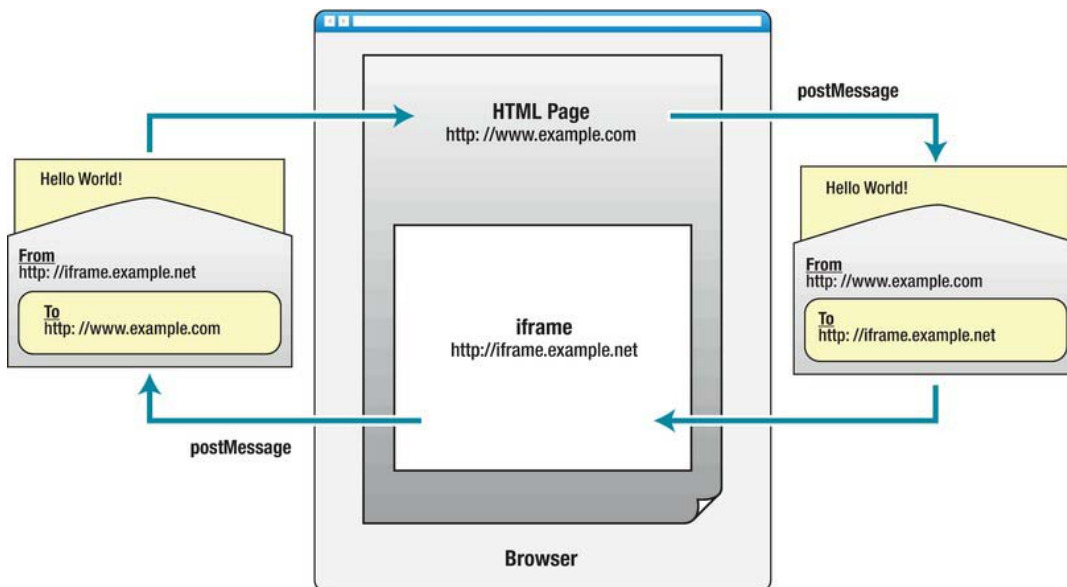 postMessage
HTML Page
http: //www.example.com
Hello World!
From
http: //iframe.example.net
To
http: //www.example.com
Hello World!
From
http: //www.example.com
To
http: //iframe.example.net
iframe
http://iframe.example.net
postMessage
Browser